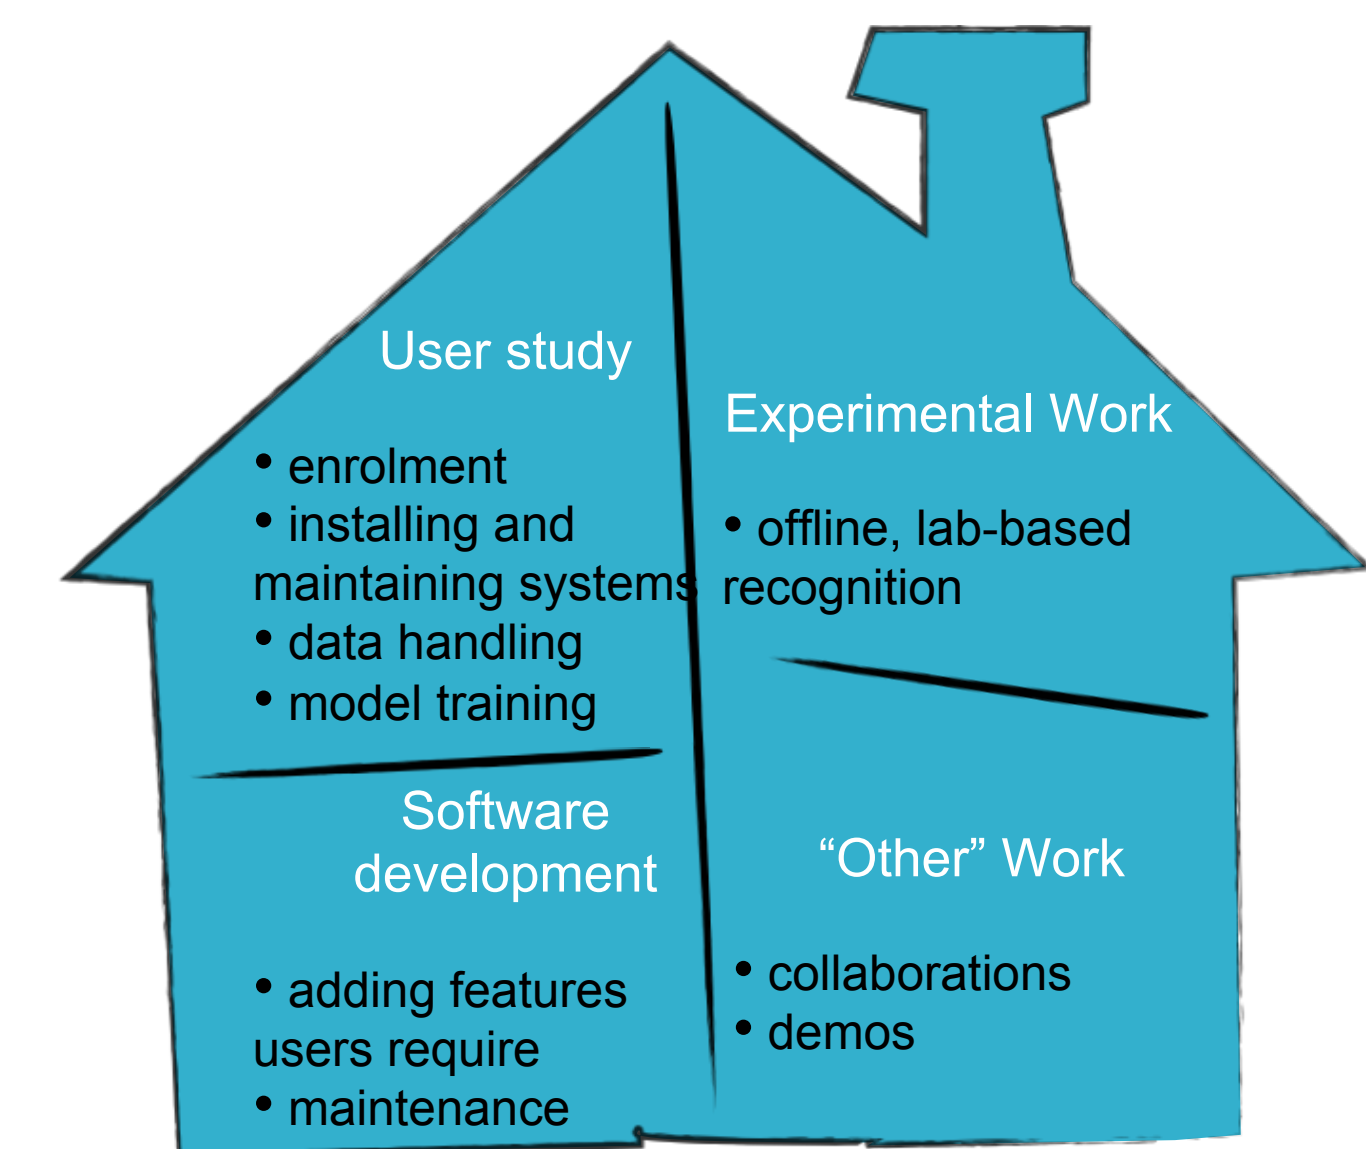 User study
• enrolment
• installing and
maintaining systems
• data handling
• model training
Software
development
• adding features
users require
• maintenance
Experimental Work
• offline, lab-based
recognition
“Other” Work
• collaborations
• demos